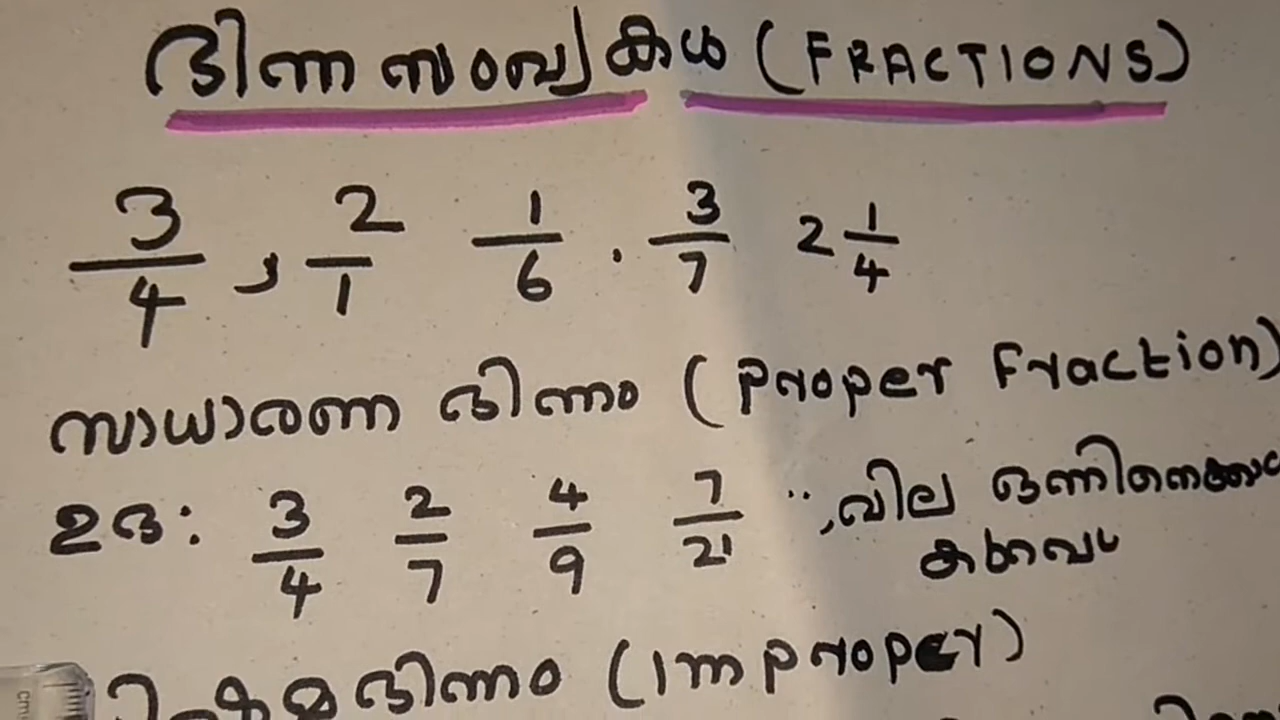 ഭിന്ന സംഖ്യകൾ (FRACTIONS)
3/4 , 2/1 1/6 . 3/7 2 1/4
സാധാരണ ഭിന്നം (Proper Fraction)
ഉദാ: 3/4 2/7 4/9 7/21 .. , വില ഒന്നിനെക്കാൾ
കുറവ്
ഭിന്നം (Improper)